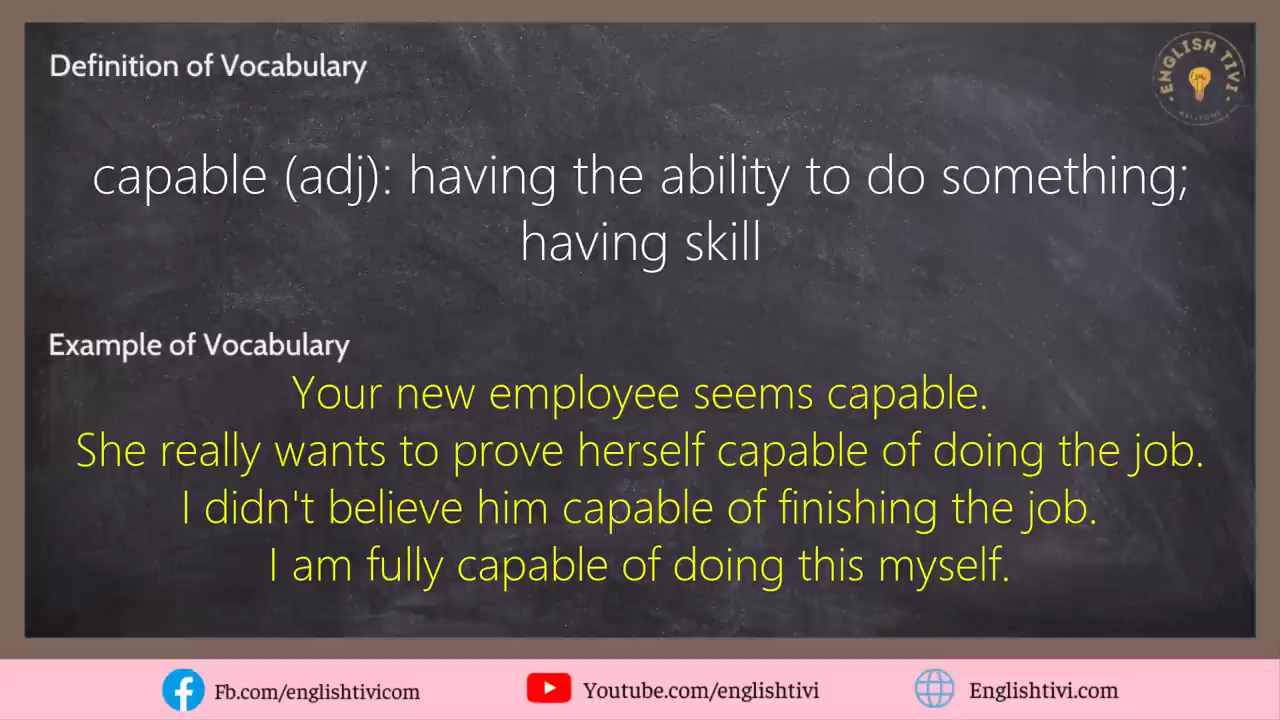 Definition of Vocabulary
ENGLISH TIVI
capable (adj): having the ability to do something;
having skill
Example of Vocabulary
Your new employee seems capable.
She really wants to prove herself capable of doing the job.
I didn't believe him capable of finishing the job.
I am fully capable of doing this myself.
Fb.com/englishtivicom
Youtube.com/englishtivi
Englishtivi.com